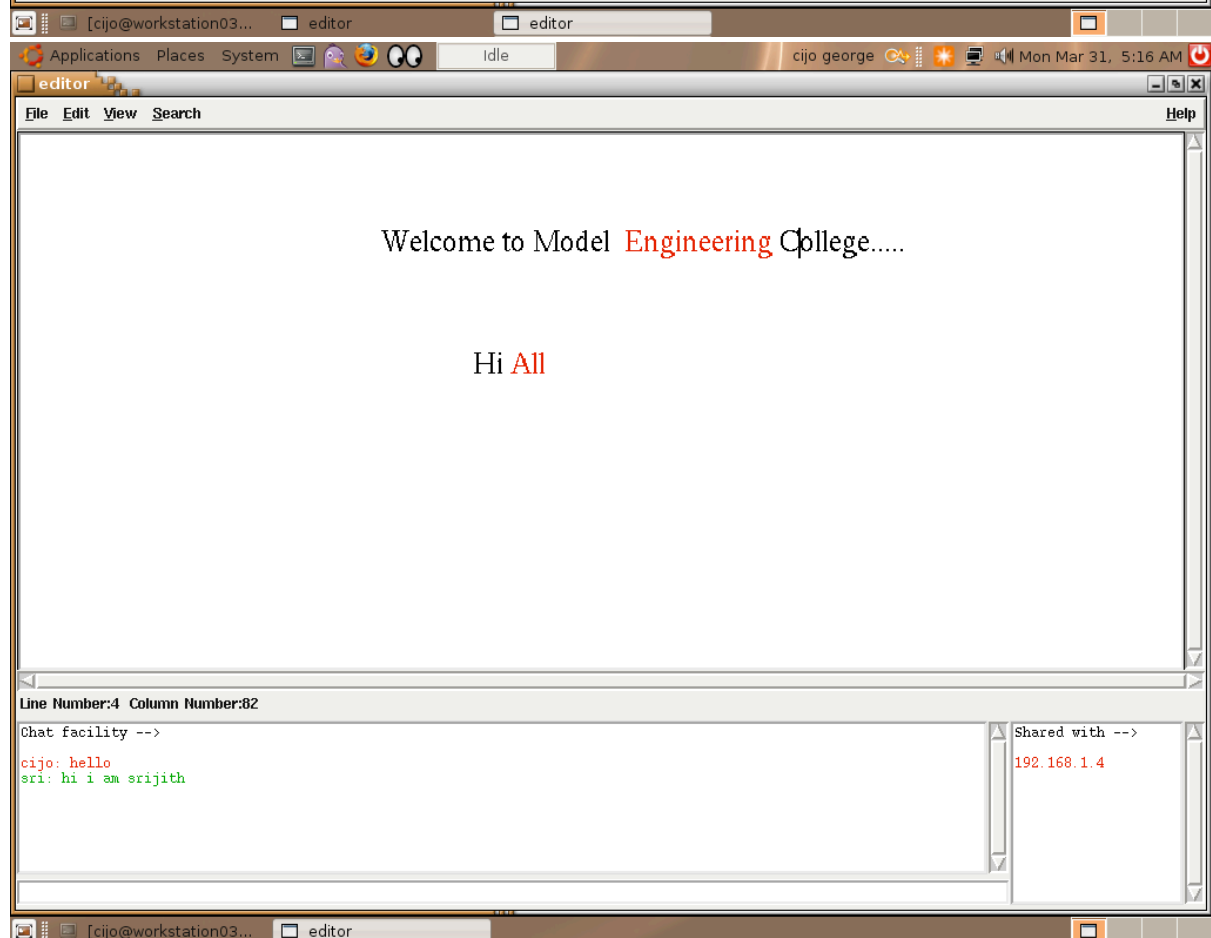 [cijo@workstation03... editor editor
Applications Places System Idle cijo george Mon Mar 31, 5:16 AM
editor
File Edit View Search Help
Welcome to Model Engineering College.....
Hi All
Line Number:4 Column Number:82
Chat facility -->
cijo: hello
sri: hi i am srijith
Shared with -->
192.168.1.4
[cijo@workstation03... editor